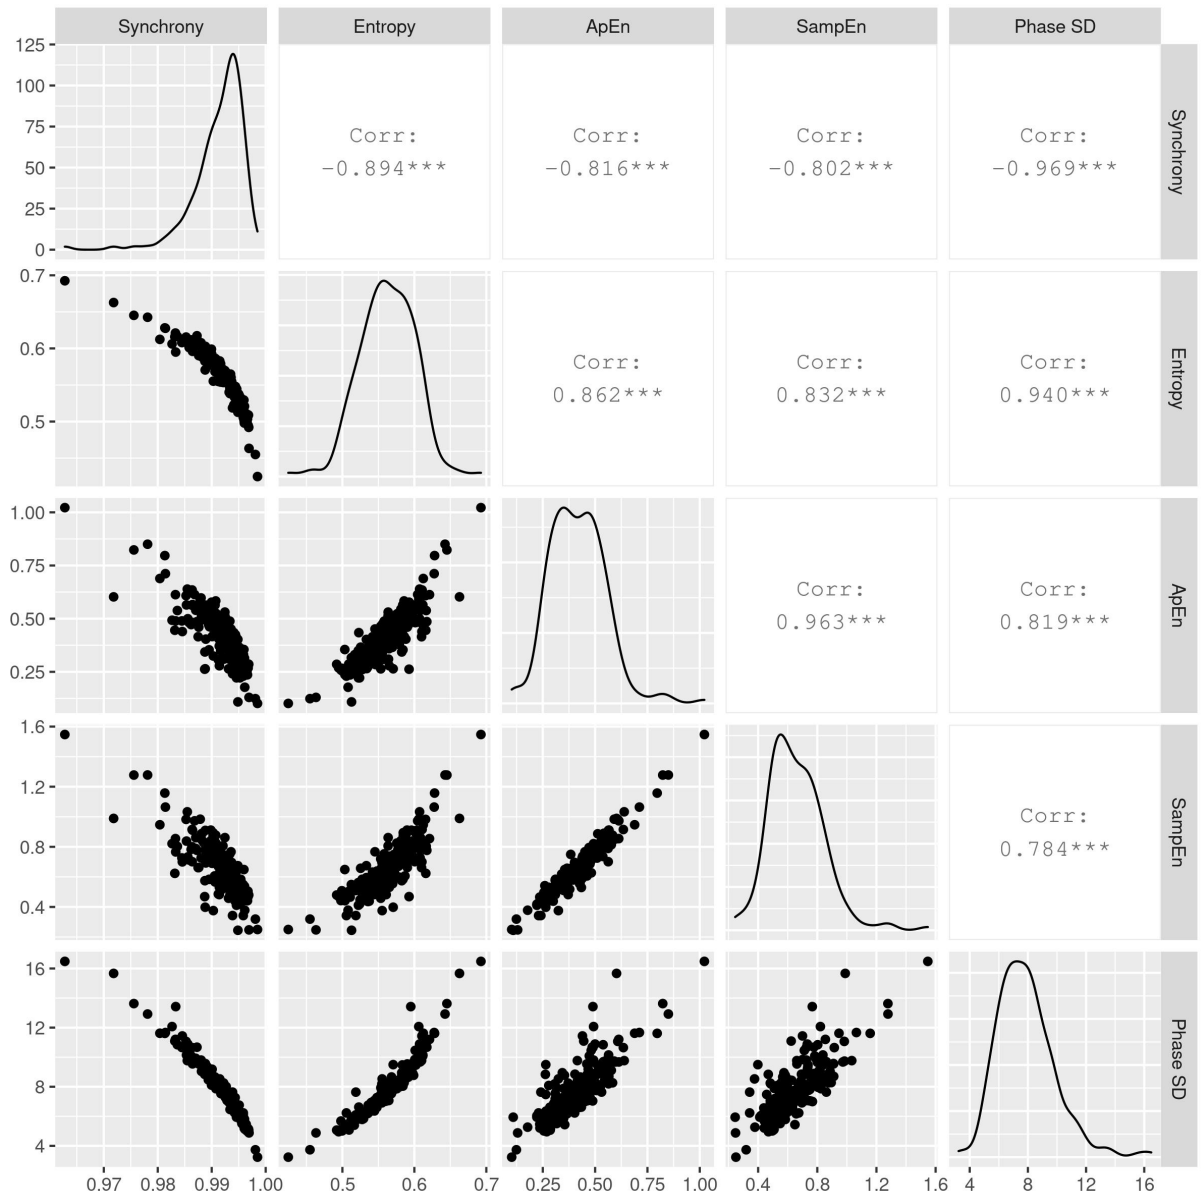 Synchrony Entropy ApEn SampEn Phase SD
125
100
75
50
25
0
Corr:
-0.894***
Corr:
-0.816***
Corr:
-0.802***
Corr:
-0.969***
Synchrony
0.7
0.6
0.5
Corr:
0.862***
Corr:
0.832***
Corr:
0.940***
Entropy
1.00
0.75
0.50
0.25
Corr:
0.963***
Corr:
0.819***
ApEn
1.6
1.2
0.8
0.4
Corr:
0.784***
SampEn
16
12
8
4
Phase SD
0.97 0.98 0.99 1.00 0.5 0.6 0.7 0.25 0.50 0.75 1.00 0.4 0.8 1.2 1.6 4 8 12 16